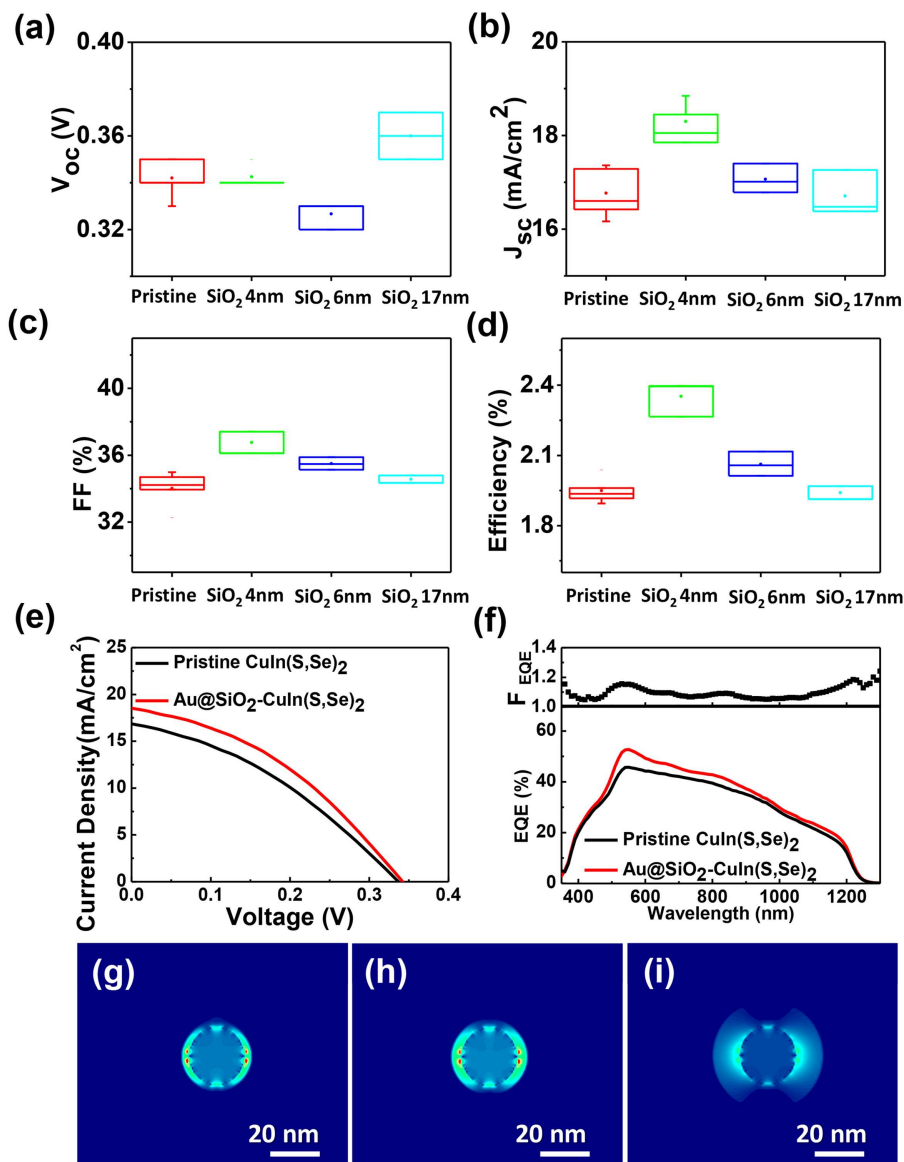 (a)
0.40
0.36
0.32
V_oc (V)
Pristine SiO2 4nm SiO2 6nm SiO2 17nm
(b)
20
18
16
J_sc (mA/cm²)
Pristine SiO2 4nm SiO2 6nm SiO2 17nm
(c)
40
36
32
FF (%)
Pristine SiO2 4nm SiO2 6nm SiO2 17nm
(d)
2.4
2.1
1.8
Efficiency (%)
Pristine SiO2 4nm SiO2 6nm SiO2 17nm
(e)
25
20
15
10
5
0
Current Density(mA/cm²)
Pristine CuIn(S,Se)2
Au@SiO2-CuIn(S,Se)2
0.0 0.1 0.2 0.3 0.4
Voltage (V)
(f)
1.4
1.2
1.0
F_EQE
60
40
20
0
EQE (%)
Pristine CuIn(S,Se)2
Au@SiO2-CuIn(S,Se)2
400 600 800 1000 1200
Wavelength (nm)
(g)
20 nm
(h)
20 nm
(i)
20 nm